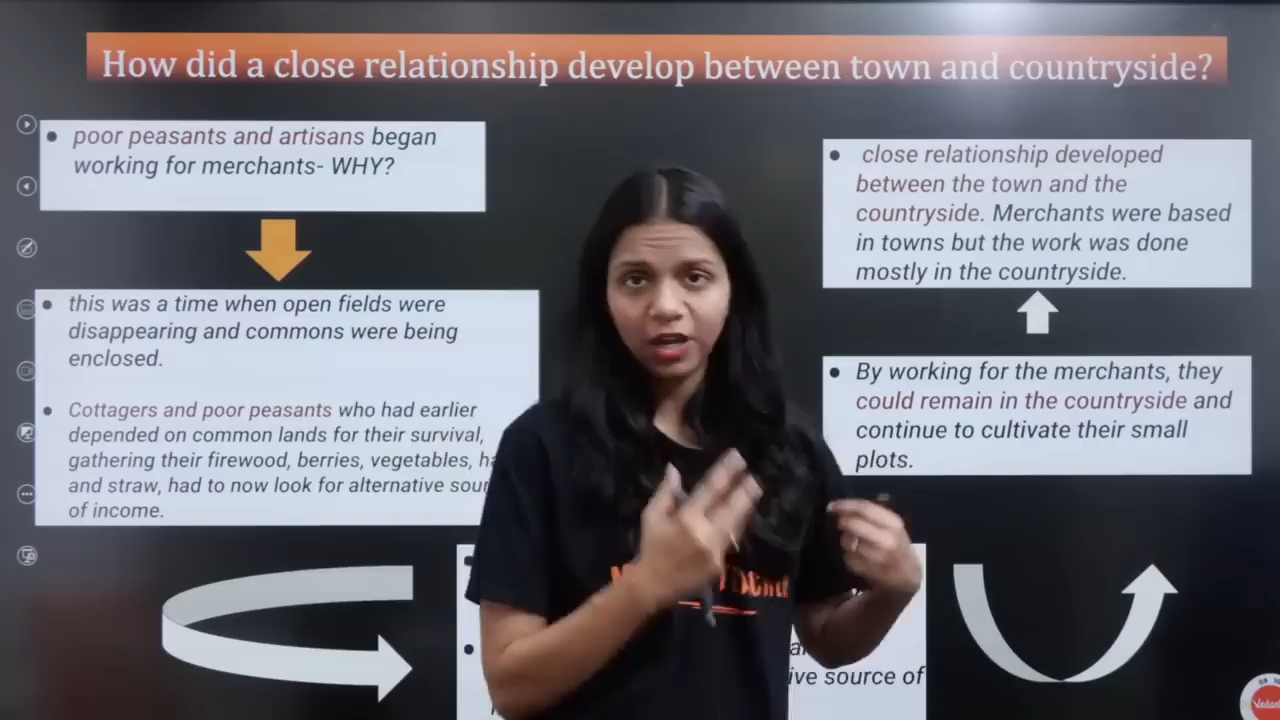 How did a close relationship develop between town and countryside?
• poor peasants and artisans began
working for merchants- WHY?
• this was a time when open fields were
disappearing and commons were being
enclosed.
• Cottagers and poor peasants who had earlier
depended on common lands for their survival,
gathering their firewood, berries, vegetables,
and straw, had to now look for alternative
of income.
• close relationship developed
between the town and the
countryside. Merchants were based
in towns but the work was done
mostly in the countryside.
• By working for the merchants, they
could remain in the countryside and
continue to cultivate their small
plots.
source of